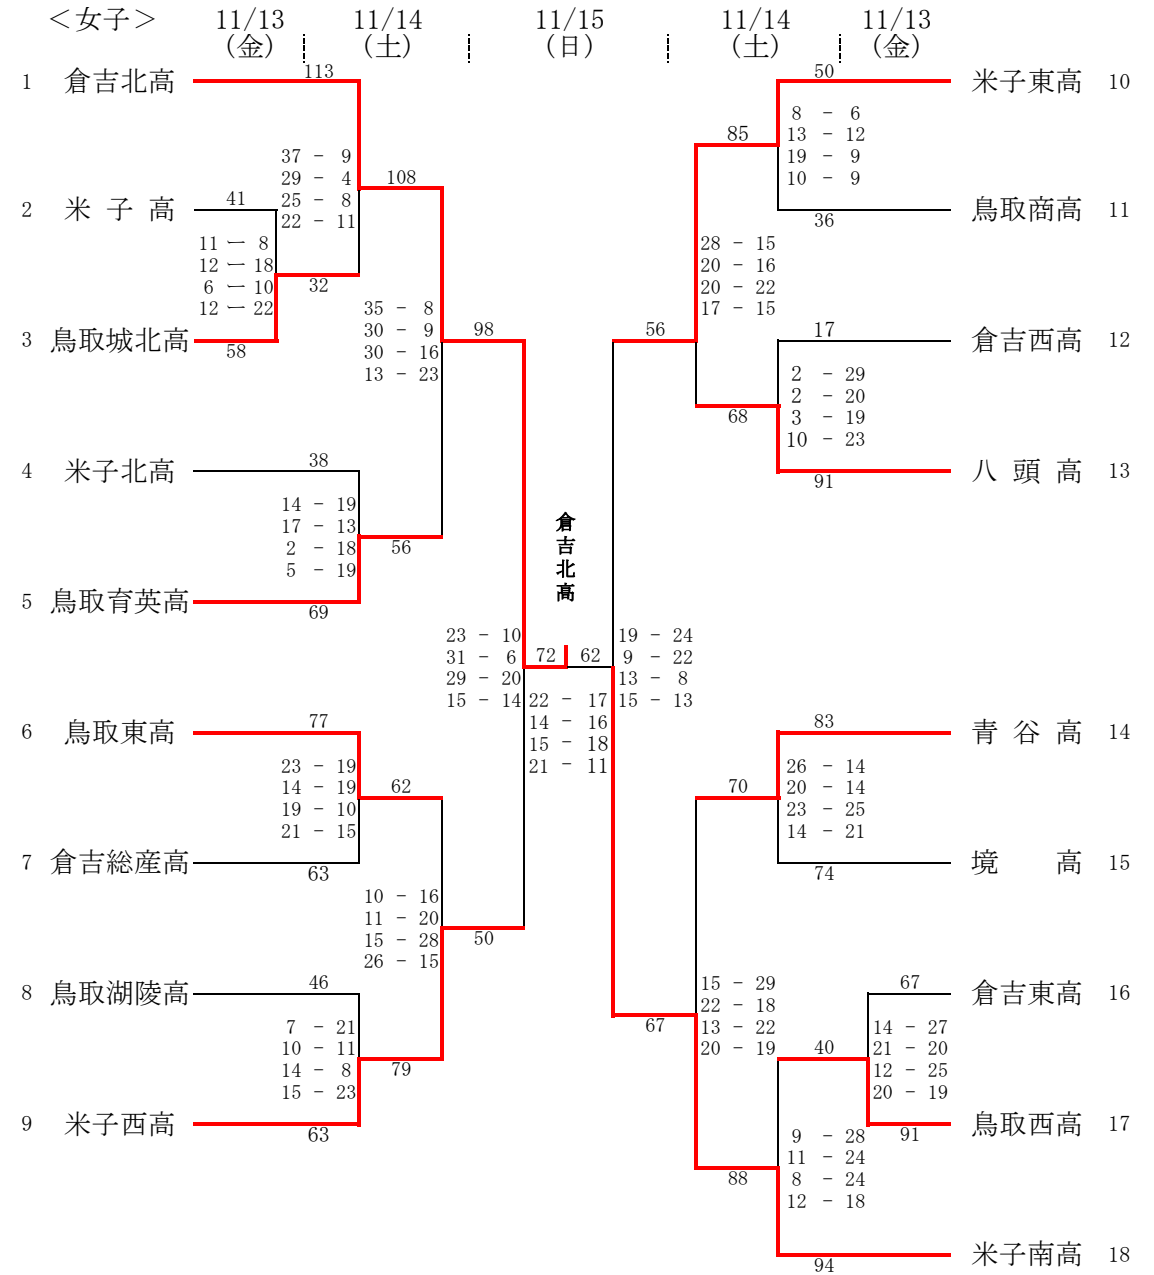 ＜女子＞ 11/13 11/14 11/15 11/14 11/13
（金） （土） （日） （土） （金）
1 倉吉北高 113
37 - 9
29 - 4
25 - 8
22 - 11
108
2 米子高 41
11 ー 8
12 ー 18
6 ー 10
12 ー 22
32
3 鳥取城北高 58
35 - 8
30 - 9
30 - 16
13 - 23
98
4 米子北高 38
14 - 19
17 - 13
2 - 18
5 - 19
56
5 鳥取育英高 69
23 - 10
31 - 6
29 - 20
15 - 14
6 鳥取東高 77
23 - 19
14 - 19
19 - 10
21 - 15
62
7 倉吉総産高 63
10 - 16
11 - 20
15 - 28
26 - 15
50
8 鳥取湖陵高 46
7 - 21
10 - 11
14 - 8
15 - 23
79
9 米子西高 63
倉吉北高
72 62
22 - 17
14 - 16
15 - 18
21 - 11
50 米子東高 10
85
8 - 6
13 - 12
19 - 9
10 - 9
36 鳥取商高 11
28 - 15
20 - 16
20 - 22
17 - 15
56
17 倉吉西高 12
2 - 29
2 - 20
3 - 19
10 - 23
68
91 八頭高 13
19 - 24
9 - 22
13 - 8
15 - 13
83 青谷高 14
70
26 - 14
20 - 14
23 - 25
14 - 21
74 境高 15
15 - 29
22 - 18
13 - 22
20 - 19
67
67 倉吉東高 16
40
14 - 27
21 - 20
12 - 25
20 - 19
91 鳥取西高 17
9 - 28
11 - 24
8 - 24
12 - 18
88
94 米子南高 18